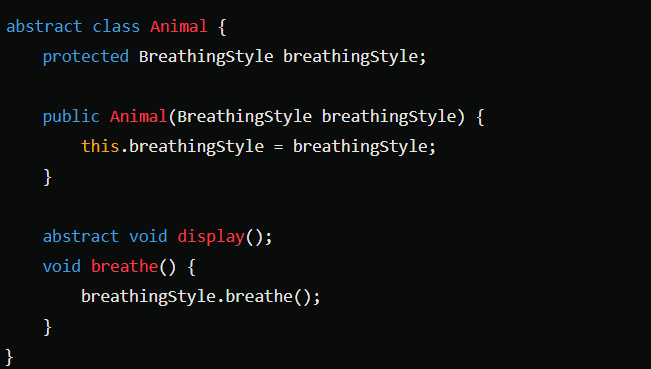 abstract class Animal {
    protected BreathingStyle breathingStyle;

    public Animal(BreathingStyle breathingStyle) {
        this.breathingStyle = breathingStyle;
    }

    abstract void display();
    void breathe() {
        breathingStyle.breathe();
    }
}